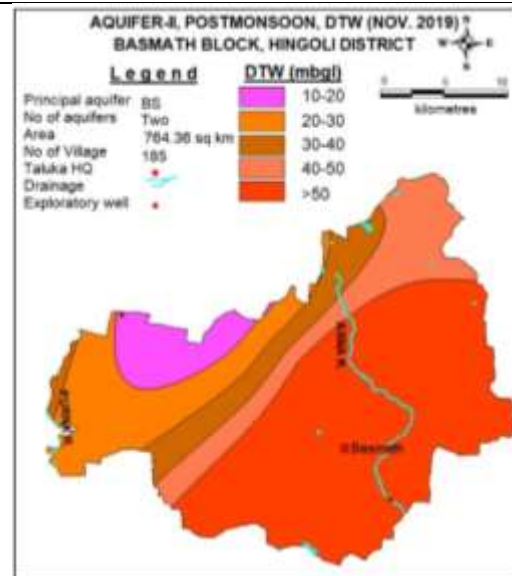 AQUIFER-II, POSTMONSOON, DTW (NOV. 2019)
BASMATH BLOCK, HINGOLI DISTRICT
N
W E
S
Legend
DTW (mbgl)
Principal aquifer BS
No of aquifers Two
Area 764.36 sq km
No of Village 185
Taluka HQ
Drainage
Exploratory well
10-20
20-30
30-40
40-50
>50
kilometres
Basmath